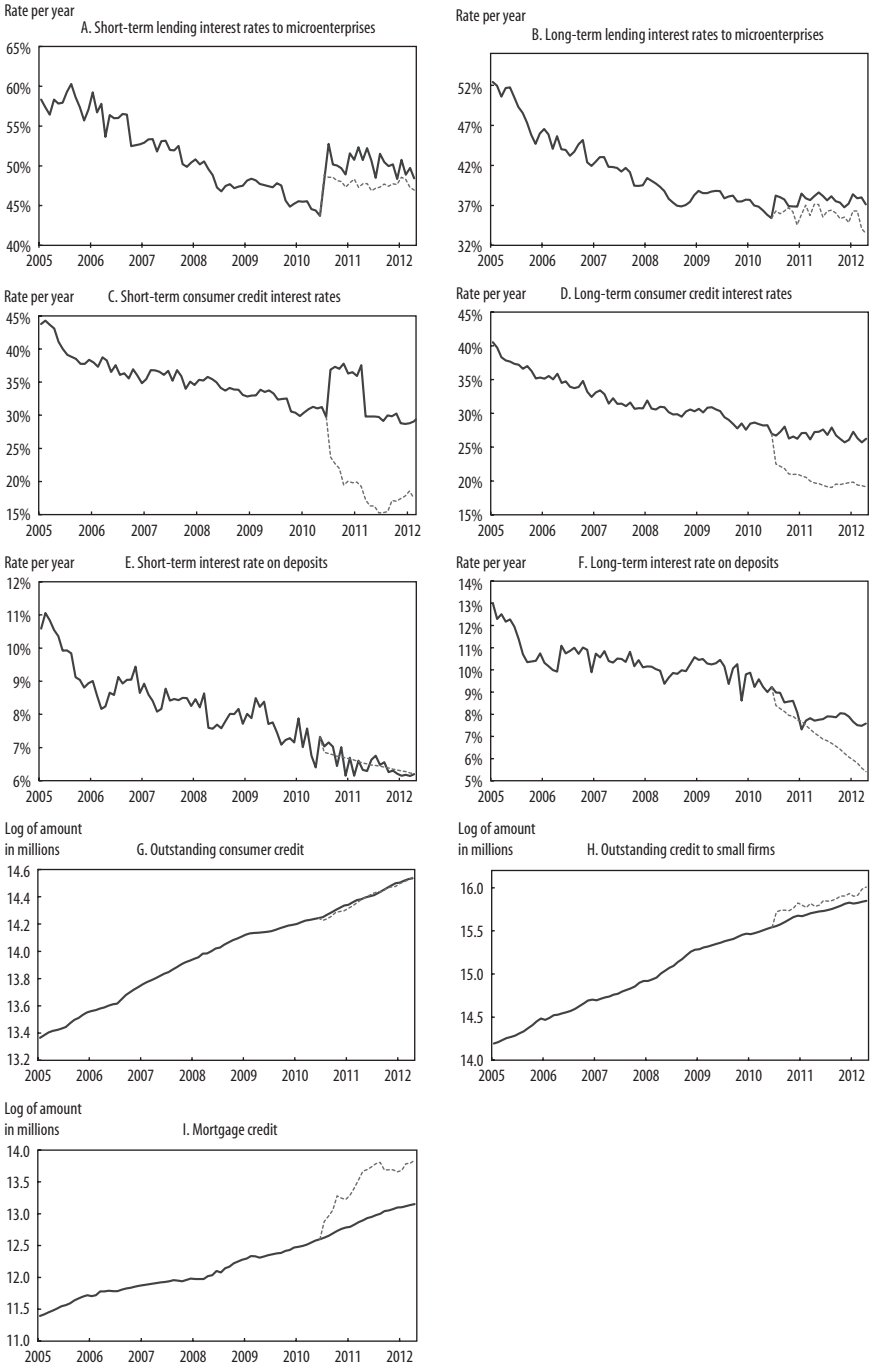 Rate per year
A. Short-term lending interest rates to microenterprises
65%
60%
55%
50%
45%
40%
2005 2006 2007 2008 2009 2010 2011 2012
Rate per year
B. Long-term lending interest rates to microenterprises
52%
47%
42%
37%
32%
2005 2006 2007 2008 2009 2010 2011 2012
Rate per year C. Short-term consumer credit interest rates
45%
40%
35%
30%
25%
20%
15%
2005 2006 2007 2008 2009 2010 2011 2012
Rate per year D. Long-term consumer credit interest rates
45%
40%
35%
30%
25%
20%
15%
2005 2006 2007 2008 2009 2010 2011 2012
Rate per year E. Short-term interest rate on deposits
12%
11%
10%
9%
8%
7%
6%
2005 2006 2007 2008 2009 2010 2011 2012
Rate per year F. Long-term interest rate on deposits
14%
13%
12%
11%
10%
9%
8%
7%
6%
5%
2005 2006 2007 2008 2009 2010 2011 2012
Log of amount
in millions G. Outstanding consumer credit
14.6
14.4
14.2
14.0
13.8
13.6
13.4
13.2
2005 2006 2007 2008 2009 2010 2011 2012
Log of amount
in millions H. Outstanding credit to small firms
16.0
15.5
15.0
14.5
14.0
2005 2006 2007 2008 2009 2010 2011 2012
Log of amount
in millions I. Mortgage credit
14.0
13.5
13.0
12.5
12.0
11.5
11.0
2005 2006 2007 2008 2009 2010 2011 2012